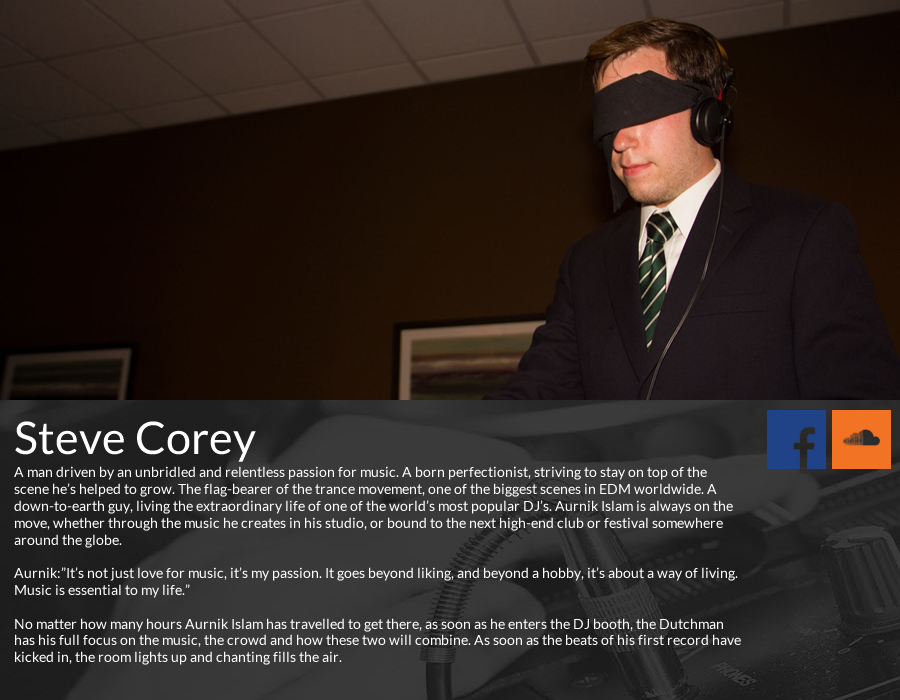 Steve Corey
A man driven by an unbridled and relentless passion for music. A born perfectionist, striving to stay on top of the
scene he's helped to grow. The flag-bearer of the trance movement, one of the biggest scenes in EDM worldwide. A
down-to-earth guy, living the extraordinary life of one of the world's most popular DJ's. Aurnik Islam is always on the
move, whether through the music he creates in his studio, or bound to the next high-end club or festival somewhere
around the globe.
Aurnik:"It's not just love for music, it's my passion. It goes beyond liking, and beyond a hobby, it's about a way of living.
Music is essential to my life."
No matter how many hours Aurnik Islam has travelled to get there, as soon as he enters the DJ booth, the Dutchman
has his full focus on the music, the crowd and how these two will combine. As soon as the beats of his first record have
kicked in, the room lights up and chanting fills the air.
PHONES